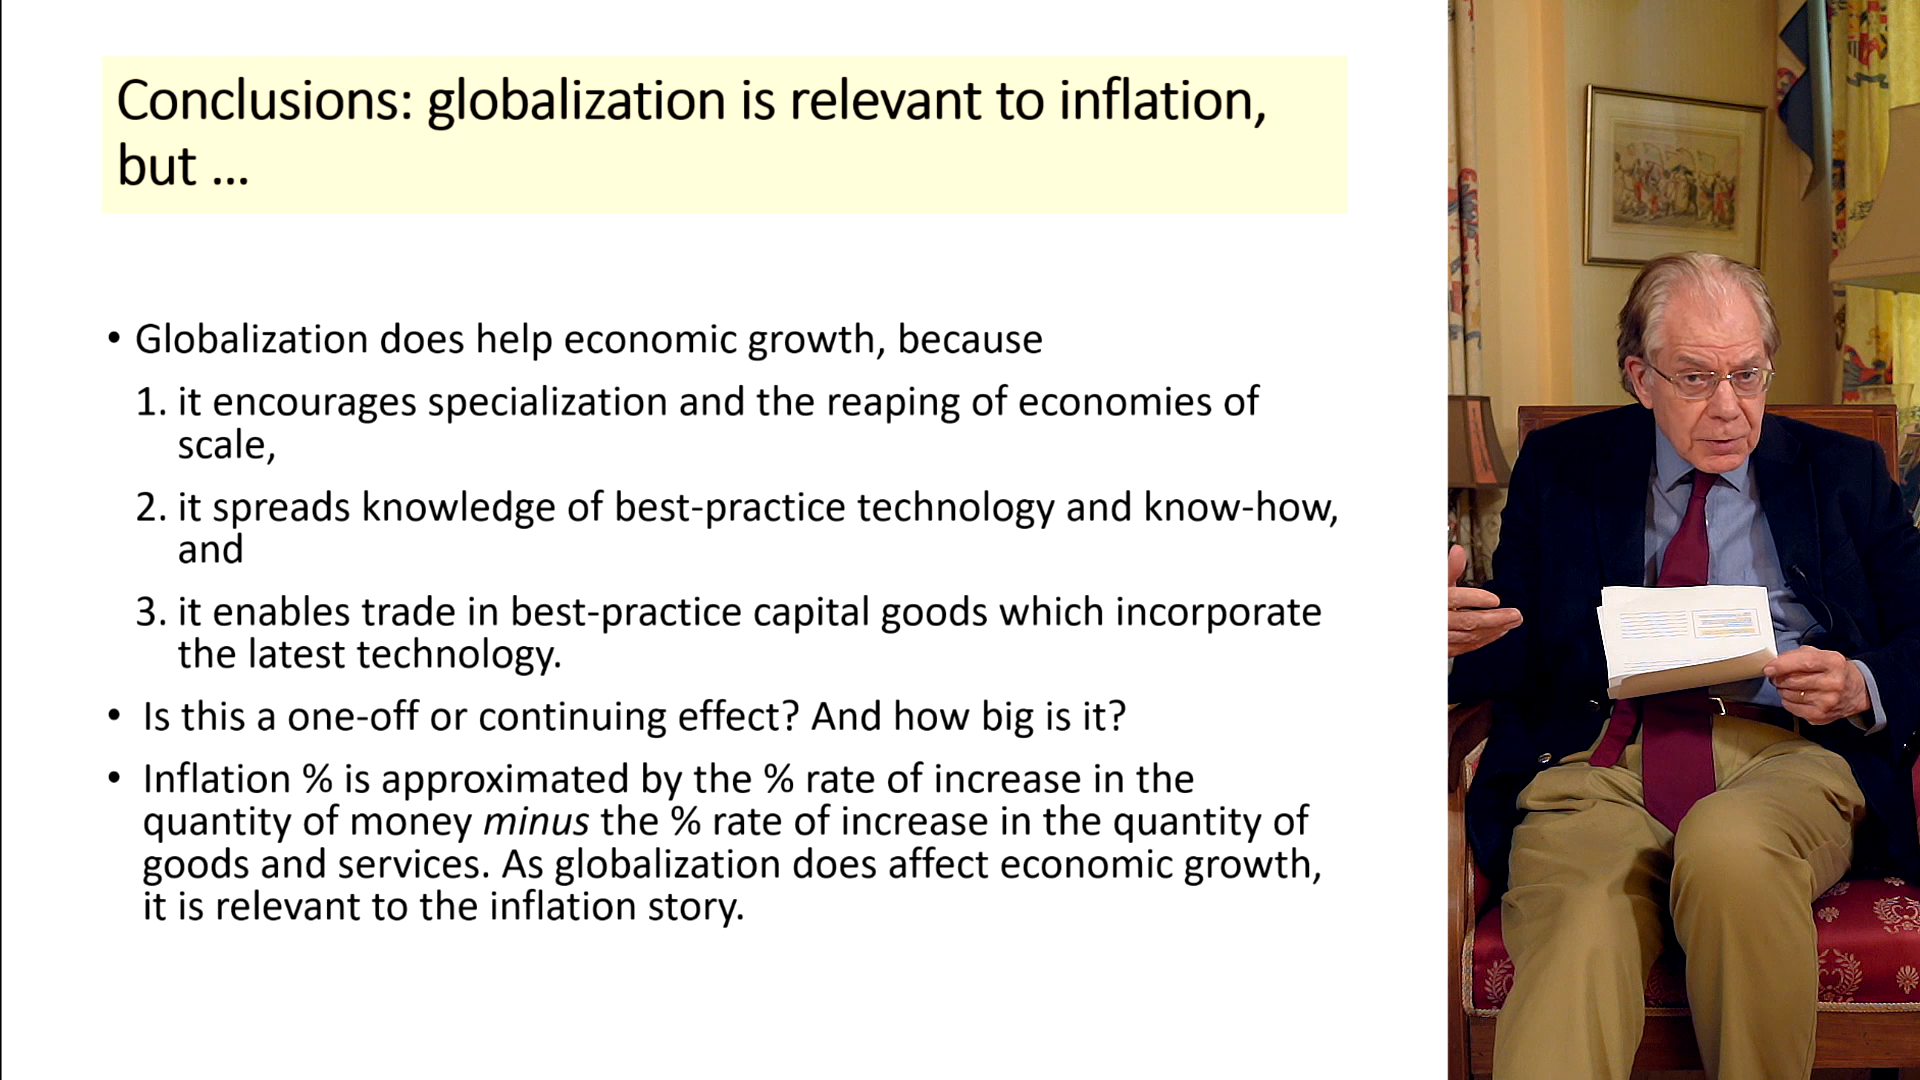 Conclusions: globalization is relevant to inflation,
but ...
• Globalization does help economic growth, because
1. it encourages specialization and the reaping of economies of
scale,
2. it spreads knowledge of best-practice technology and know-how,
and
3. it enables trade in best-practice capital goods which incorporate
the latest technology.
• Is this a one-off or continuing effect? And how big is it?
• Inflation % is approximated by the % rate of increase in the
quantity of money minus the % rate of increase in the quantity of
goods and services. As globalization does affect economic growth,
it is relevant to the inflation story.